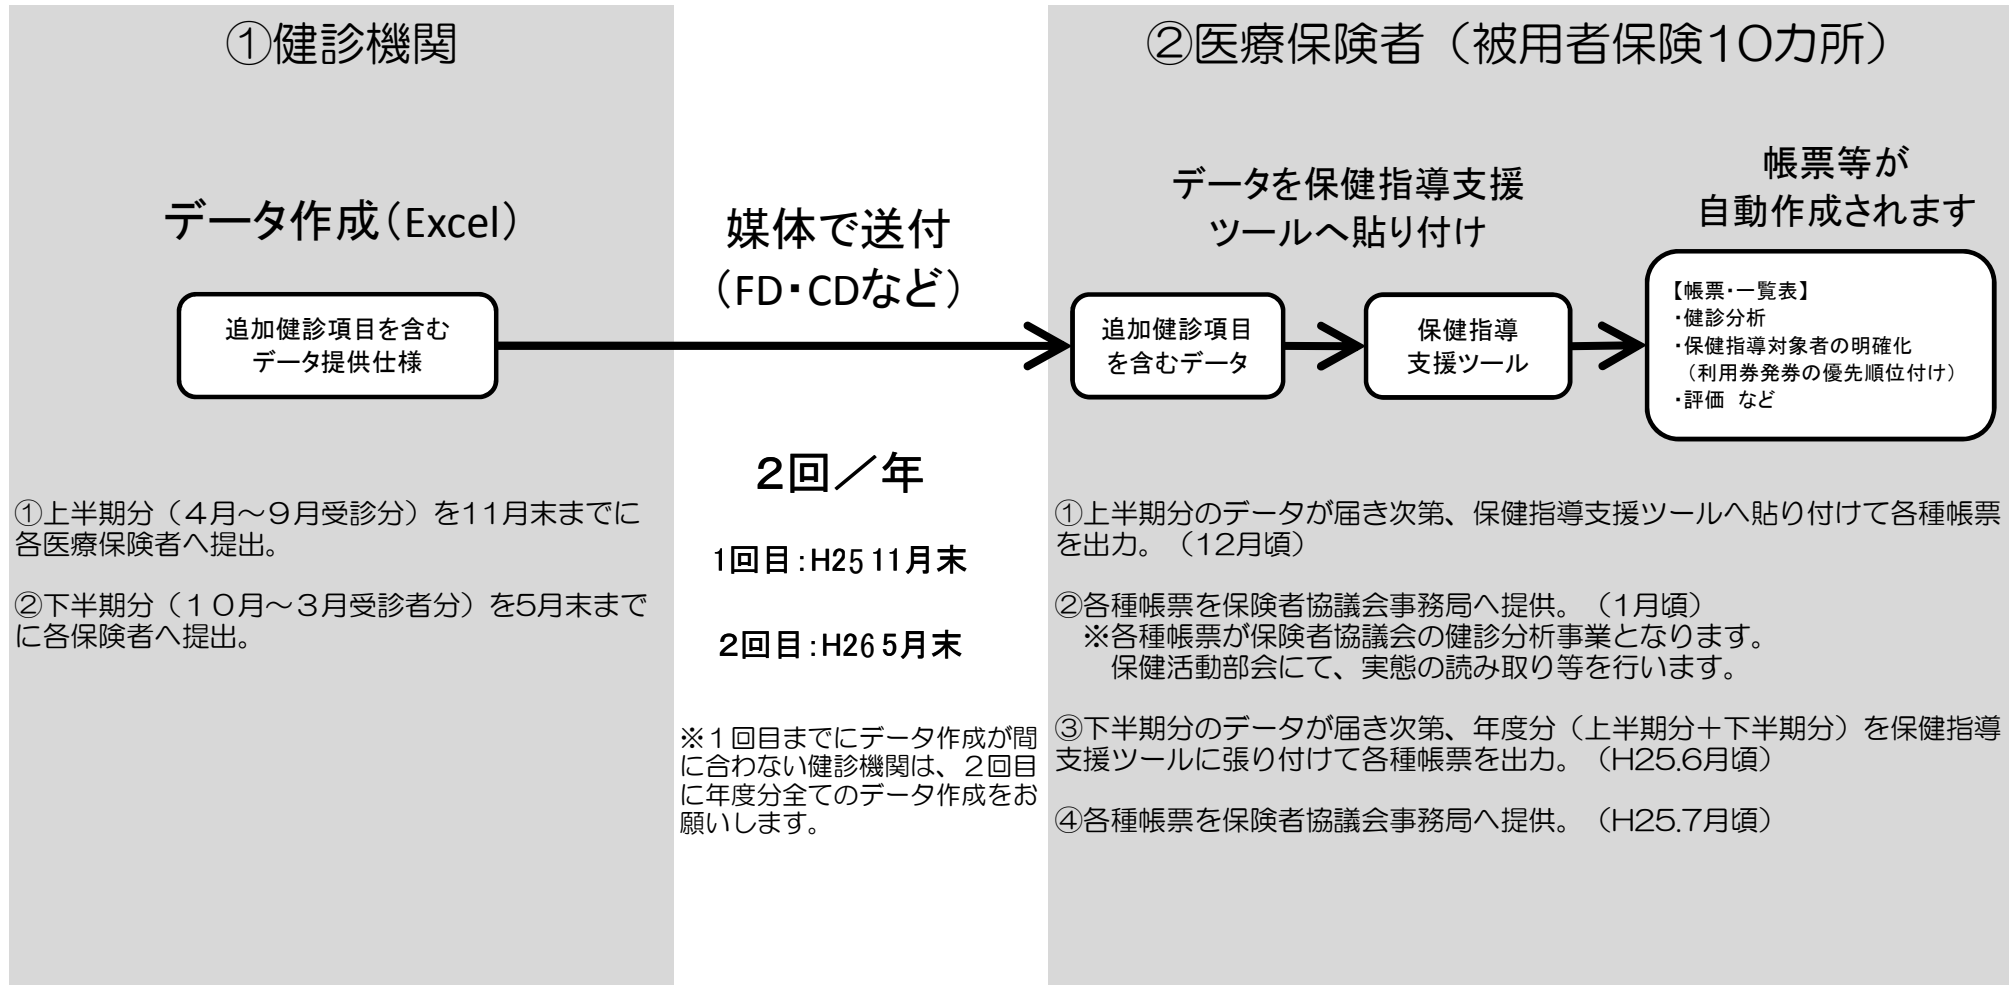 ①健診機関
データ作成（Excel）
追加健診項目を含む
データ提供仕様
①上半期分（４月～９月受診分）を11月末までに
各医療保険者へ提出。
②下半期分（１０月～３月受診者分）を5月末まで
に各保険者へ提出。
媒体で送付
（FD・CDなど）
２回／年
1回目：H25 11月末
2回目：H26 5月末
※１回目までにデータ作成が間
に合わない健診機関は、２回目
に年度分全てのデータ作成をお
願いします。
②医療保険者（被用者保険10カ所）
データを保健指導支援
ツールへ貼り付け
帳票等が
自動作成されます
追加健診項目
を含むデータ
保健指導
支援ツール
【帳票・一覧表】
・健診分析
・保健指導対象者の明確化
（利用券発券の優先順位付け）
・評価 など
①上半期分のデータが届き次第、保健指導支援ツールへ貼り付けて各種帳票
を出力。（12月頃）
②各種帳票を保険者協議会事務局へ提供。（1月頃）
※各種帳票が保険者協議会の健診分析事業となります。
保健活動部会にて、実態の読み取り等を行います。
③下半期分のデータが届き次第、年度分（上半期分＋下半期分）を保健指導
支援ツールに張り付けて各種帳票を出力。（H25.6月頃）
④各種帳票を保険者協議会事務局へ提供。（H25.7月頃）